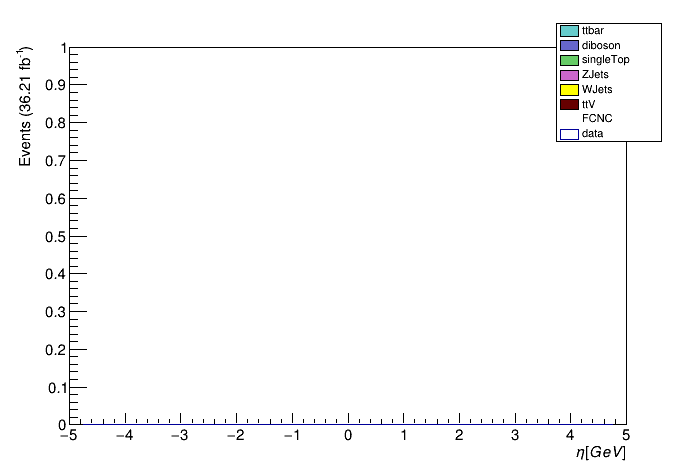 Events (36.21 fb⁻¹)
1
0.9
0.8
0.7
0.6
0.5
0.4
0.3
0.2
0.1
0
−5 −4 −3 −2 −1 0 1 2 3 4 5
η[GeV]
ttbar
diboson
singleTop
ZJets
WJets
ttV
FCNC
data